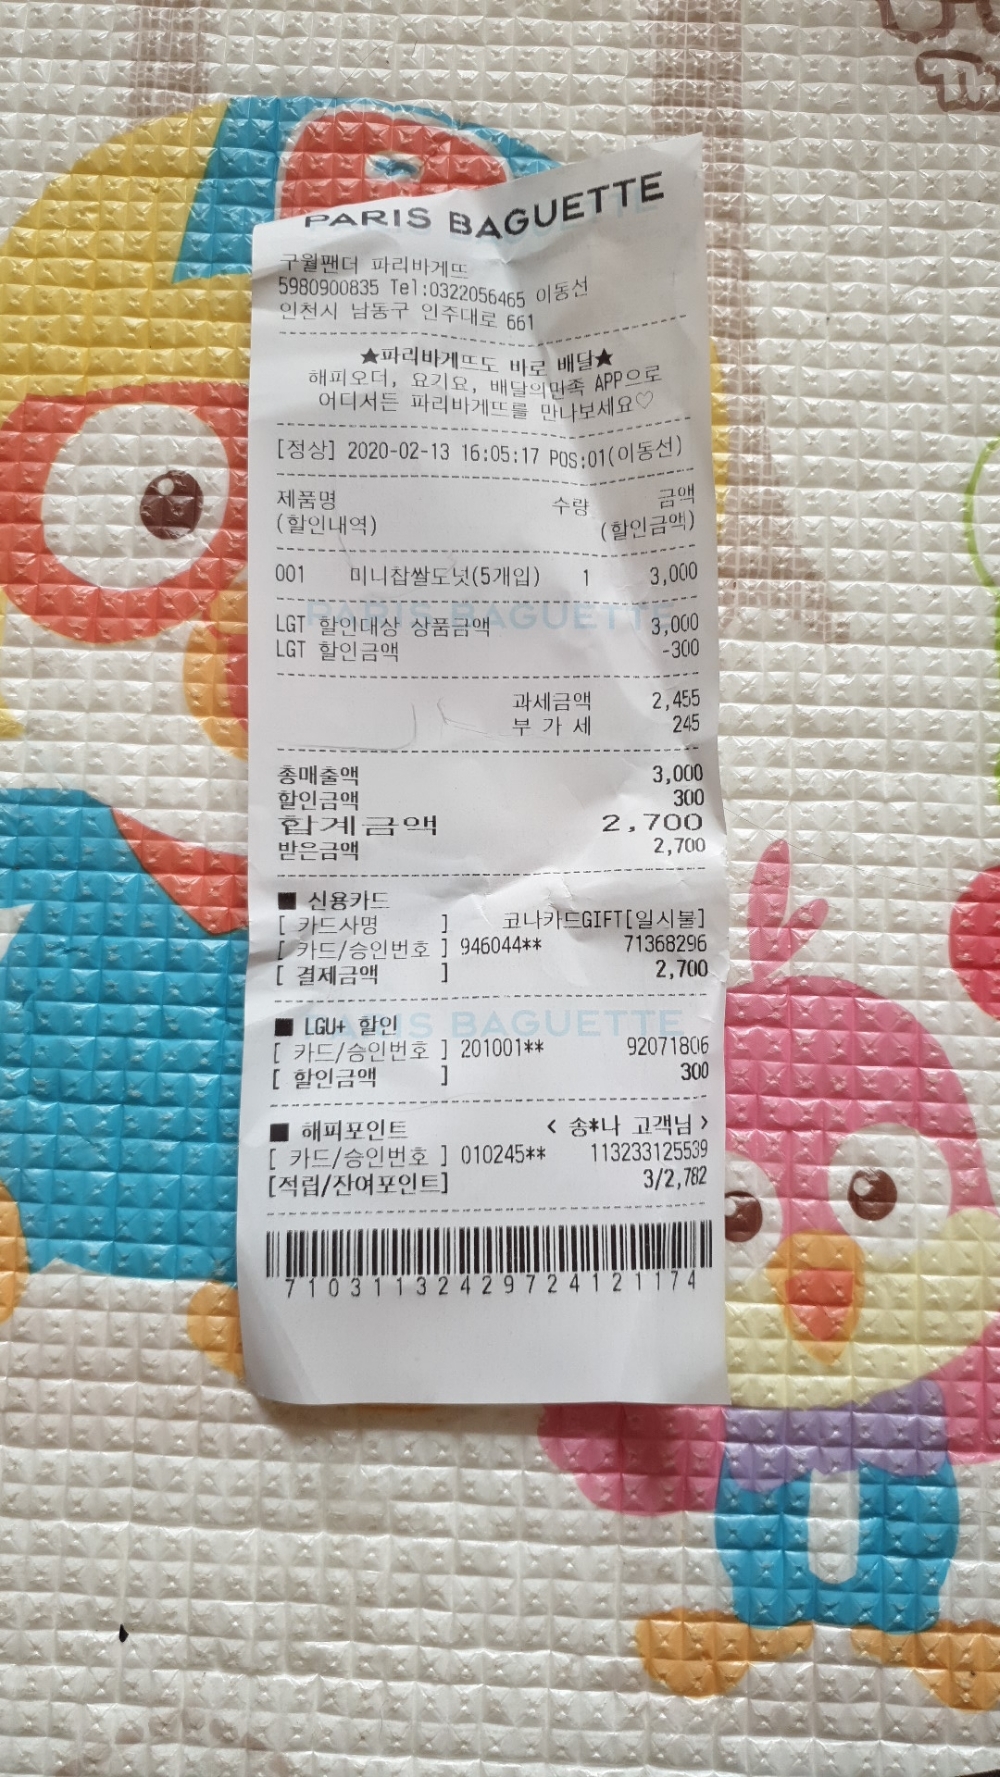 PARIS BAGUETTE
구월팬더 파리바게뜨
5980900835 Tel:0322056465 이동선
인천시 남동구 인주대로 661
★파리바게뜨도 바로 배달★
해피오더, 요기요, 배달의민족 APP으로
어디서든 파리바게뜨를 만나보세요♡
[정상] 2020-02-13 16:05:17 POS:01(이동선)
제품명 수량 금액
(할인내역) (할인금액)
001 미니찹쌀도넛(5개입) 1 3,000
PARIS BAGUETTE
LGT 할인대상 상품금액 3,000
LGT 할인금액 -300
과세금액 2,455
부 가 세 245
총매출액 3,000
할인금액 300
합계금액 2,700
받은금액 2,700
■ 신용카드
[ 카드사명 ] 코나카드GIFT[일시불]
[ 카드/승인번호 ] 946044** 71368296
[ 결제금액 ] 2,700
PARIS BAGUETTE
■ LGU+ 할인
[ 카드/승인번호 ] 201001** 92071806
[ 할인금액 ] 300
■ 해피포인트 < 송*나 고객님 >
[ 카드/승인번호 ] 010245** 113233125539
[적립/잔여포인트] 3/2,782
71031132429724121174